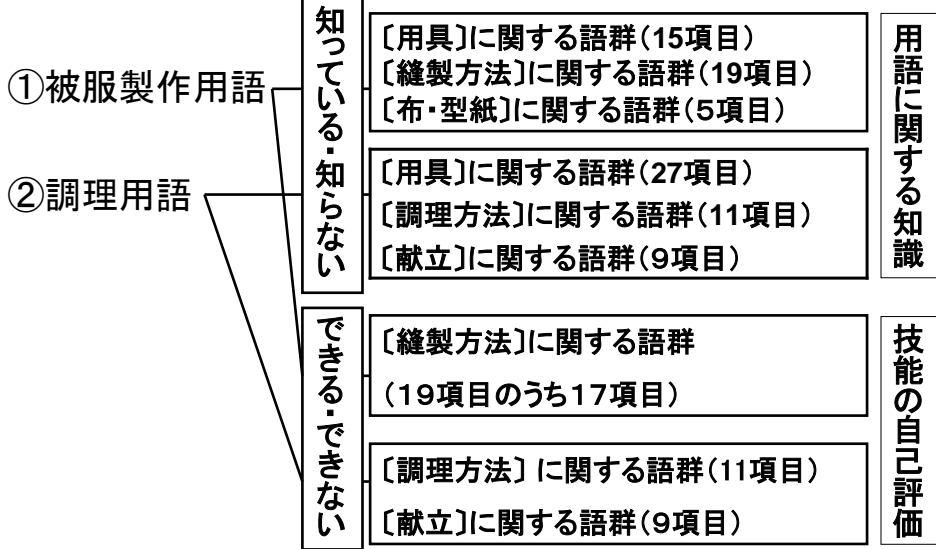 ①被服製作用語
②調理用語
知っている・知らない
〔用具〕に関する語群（15項目）
〔縫製方法〕に関する語群（19項目）
〔布・型紙〕に関する語群（５項目）
〔用具〕に関する語群（27項目）
〔調理方法〕に関する語群（11項目）
〔献立〕に関する語群（９項目）
用語に関する知識
できる・できない
〔縫製方法〕に関する語群
（１９項目のうち１７項目）
〔調理方法〕 に関する語群（11項目）
〔献立〕に関する語群（９項目）
技能の自己評価